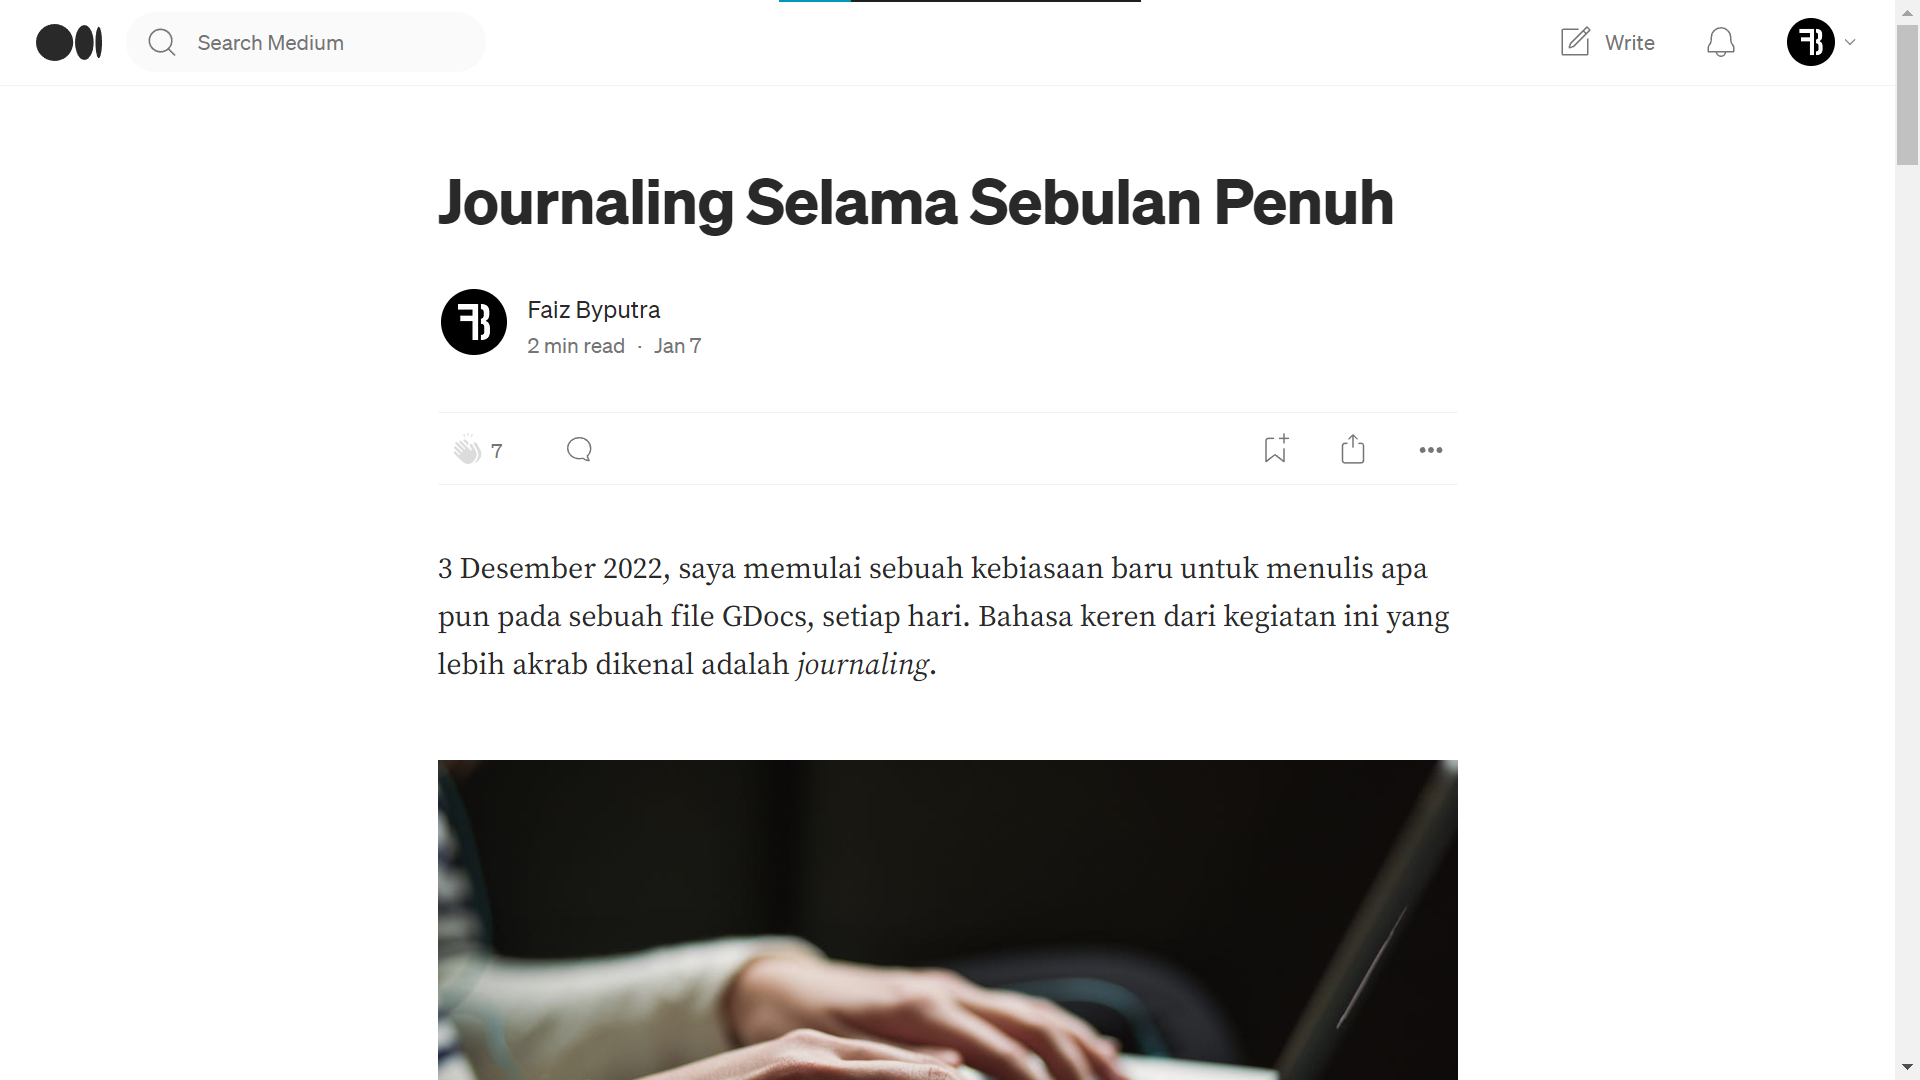 Search Medium
Write
Journaling Selama Sebulan Penuh
FB
Faiz Byputra
2 min read · Jan 7
7
3 Desember 2022, saya memulai sebuah kebiasaan baru untuk menulis apa
pun pada sebuah file GDocs, setiap hari. Bahasa keren dari kegiatan ini yang
lebih akrab dikenal adalah journaling.